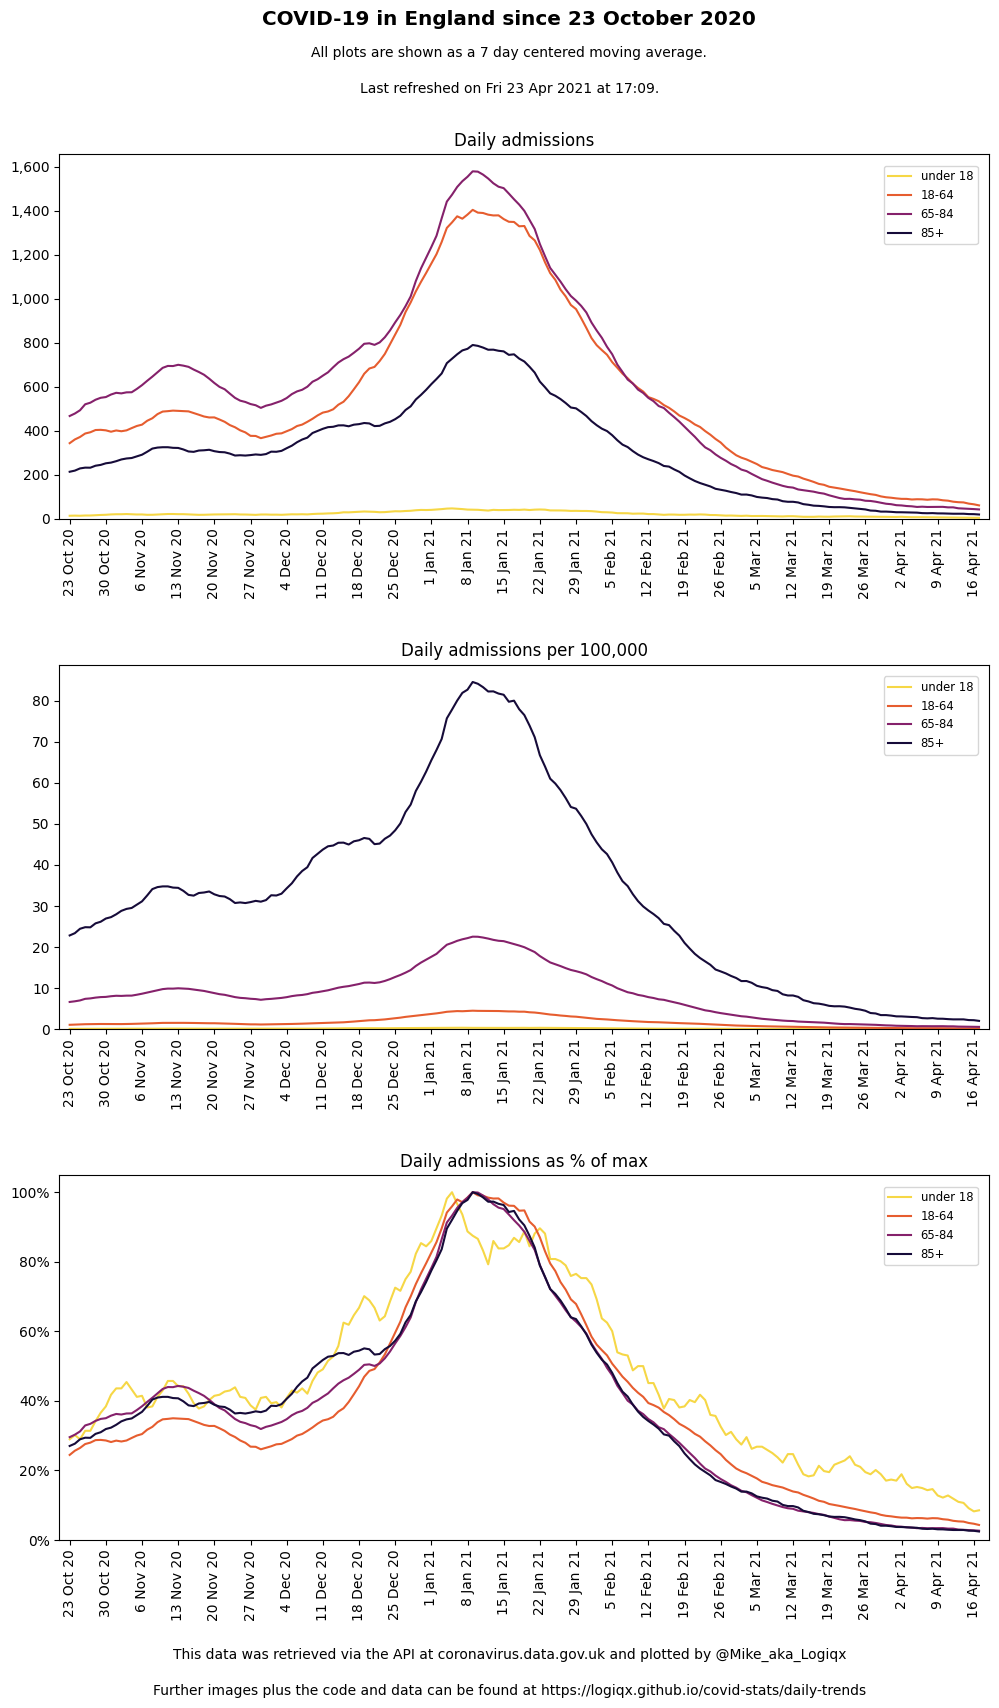 COVID-19 in England since 23 October 2020
All plots are shown as a 7 day centered moving average.
Last refreshed on Fri 23 Apr 2021 at 17:09.
Daily admissions
1,600
1,400
1,200
1,000
800
600
400
200
0
under 18
18-64
65-84
85+
23 Oct 20
30 Oct 20
6 Nov 20
13 Nov 20
20 Nov 20
27 Nov 20
4 Dec 20
11 Dec 20
18 Dec 20
25 Dec 20
1 Jan 21
8 Jan 21
15 Jan 21
22 Jan 21
29 Jan 21
5 Feb 21
12 Feb 21
19 Feb 21
26 Feb 21
5 Mar 21
12 Mar 21
19 Mar 21
26 Mar 21
2 Apr 21
9 Apr 21
16 Apr 21
Daily admissions per 100,000
80
70
60
50
40
30
20
10
0
under 18
18-64
65-84
85+
23 Oct 20
30 Oct 20
6 Nov 20
13 Nov 20
20 Nov 20
27 Nov 20
4 Dec 20
11 Dec 20
18 Dec 20
25 Dec 20
1 Jan 21
8 Jan 21
15 Jan 21
22 Jan 21
29 Jan 21
5 Feb 21
12 Feb 21
19 Feb 21
26 Feb 21
5 Mar 21
12 Mar 21
19 Mar 21
26 Mar 21
2 Apr 21
9 Apr 21
16 Apr 21
Daily admissions as % of max
100%
80%
60%
40%
20%
0%
under 18
18-64
65-84
85+
23 Oct 20
30 Oct 20
6 Nov 20
13 Nov 20
20 Nov 20
27 Nov 20
4 Dec 20
11 Dec 20
18 Dec 20
25 Dec 20
1 Jan 21
8 Jan 21
15 Jan 21
22 Jan 21
29 Jan 21
5 Feb 21
12 Feb 21
19 Feb 21
26 Feb 21
5 Mar 21
12 Mar 21
19 Mar 21
26 Mar 21
2 Apr 21
9 Apr 21
16 Apr 21
This data was retrieved via the API at coronavirus.data.gov.uk and plotted by @Mike_aka_Logiqx
Further images plus the code and data can be found at https://logiqx.github.io/covid-stats/daily-trends